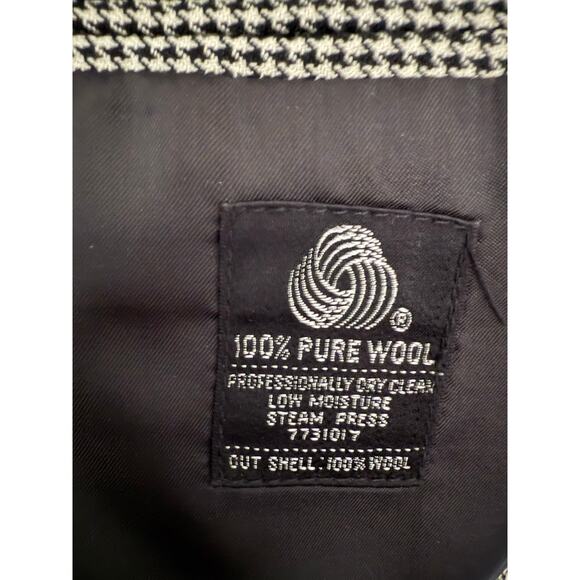 ®
100% PURE WOOL
PROFESSIONALLY DRY CLEAN
LOW MOISTURE
STEAM PRESS
7731017
OUT SHELL: 100% WOOL